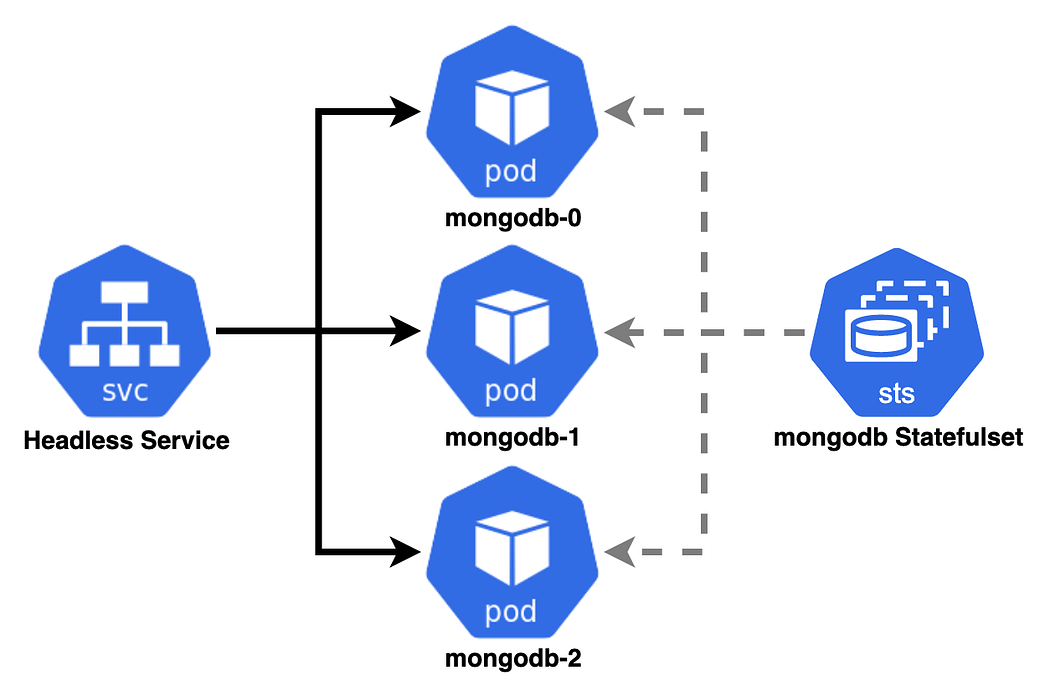 pod
mongodb-0
svc
Headless Service
pod
mongodb-1
sts
mongodb Statefulset
pod
mongodb-2